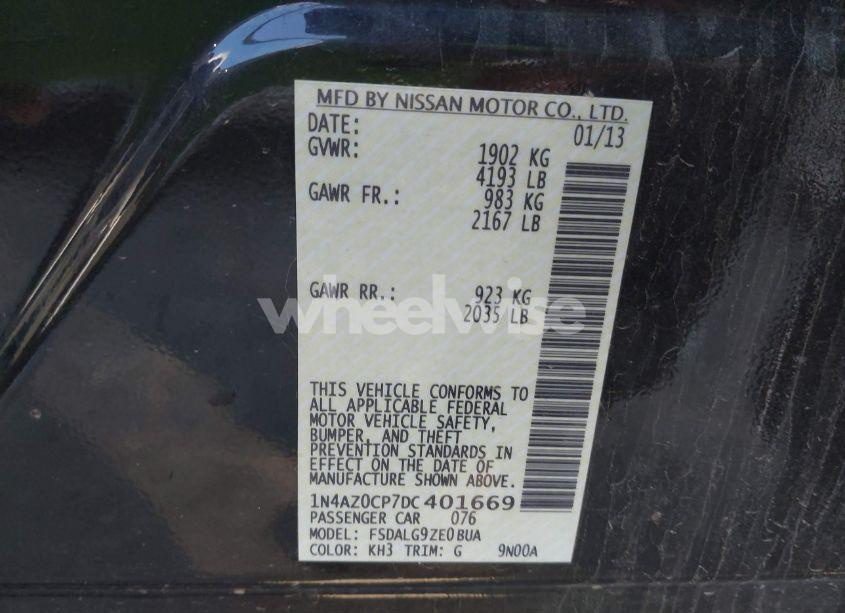 MFD BY NISSAN MOTOR CO., LTD.
DATE: 01/13
GVWR: 1902 KG
4193 LB
GAWR FR.: 983 KG
2167 LB
GAWR RR.: 923 KG
2035 LB
wheelwise
THIS VEHICLE CONFORMS TO
ALL APPLICABLE FEDERAL
MOTOR VEHICLE SAFETY,
BUMPER, AND THEFT
PREVENTION STANDARDS IN
EFFECT ON THE DATE OF
MANUFACTURE SHOWN ABOVE.
1N4AZ0CP7DC401669
PASSENGER CAR 076
MODEL: FSDALG9ZE0BUA
COLOR: KH3 TRIM: G 9N00A